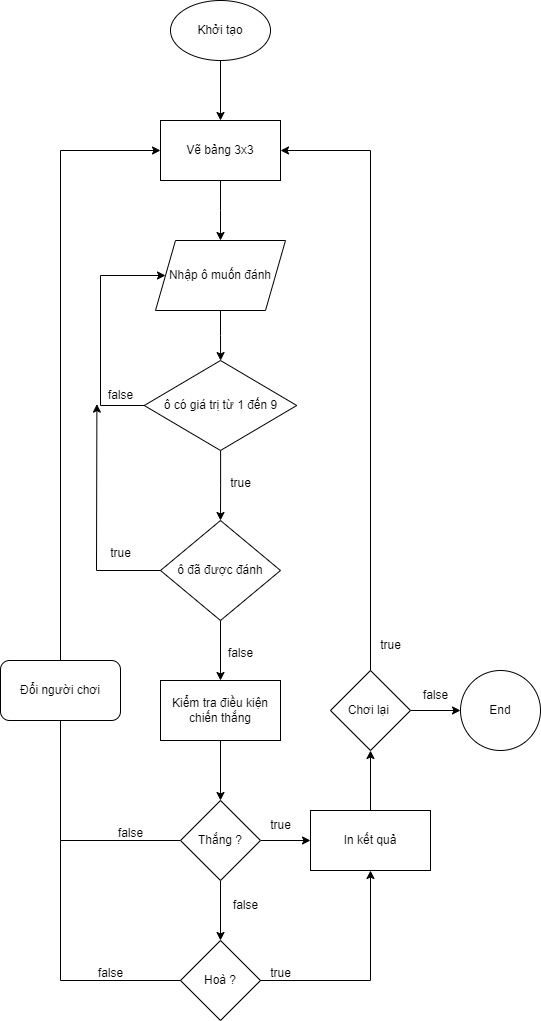 Khởi tạo
Vẽ bảng 3x3
Nhập ô muốn đánh
false
ô có giá trị từ 1 đến 9
true
true
ô đã được đánh
false
true
Đổi người chơi
Kiểm tra điều kiện
chiến thắng
Chơi lại
false
End
false
Thắng ?
true
In kết quả
false
false
Hoà ?
true